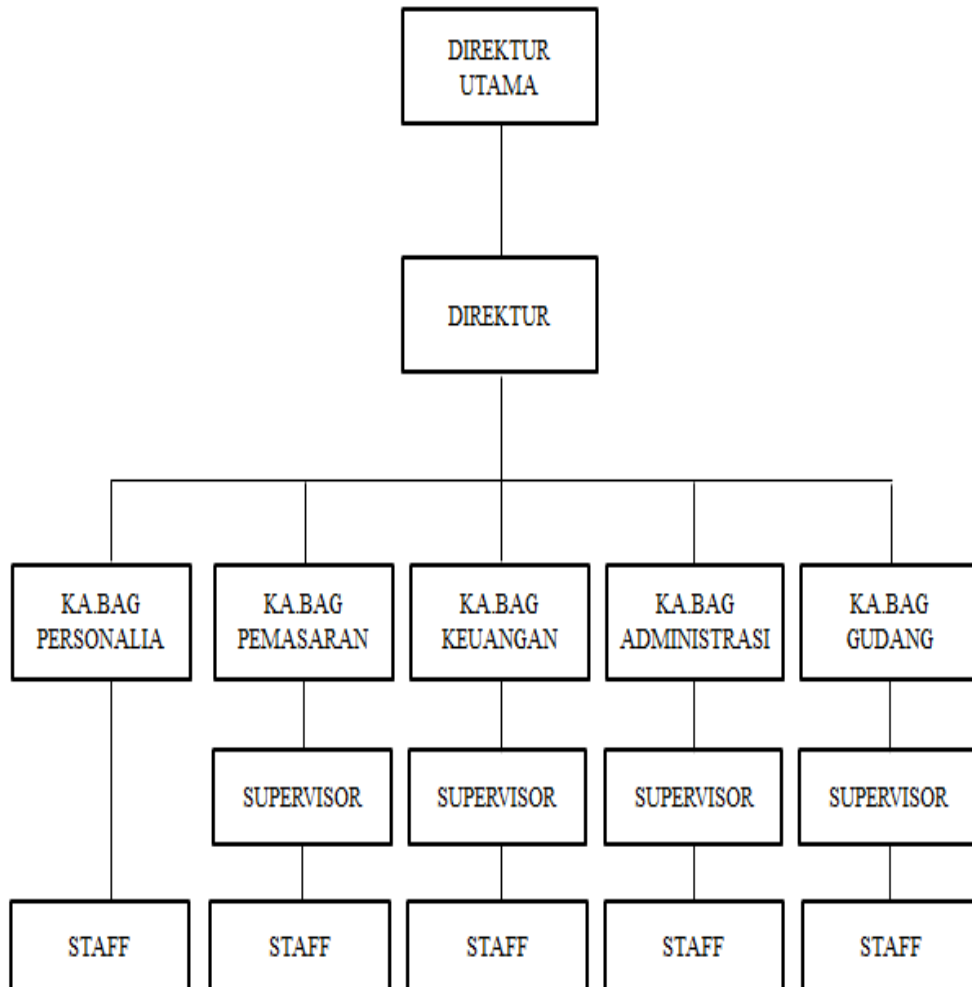 DIREKTUR
UTAMA
DIREKTUR
KA.BAG
PERSONALIA
KA.BAG
PEMASARAN
KA.BAG
KEUANGAN
KA.BAG
ADMINISTRASI
KA.BAG
GUDANG
SUPERVISOR
SUPERVISOR
SUPERVISOR
SUPERVISOR
STAFF
STAFF
STAFF
STAFF
STAFF